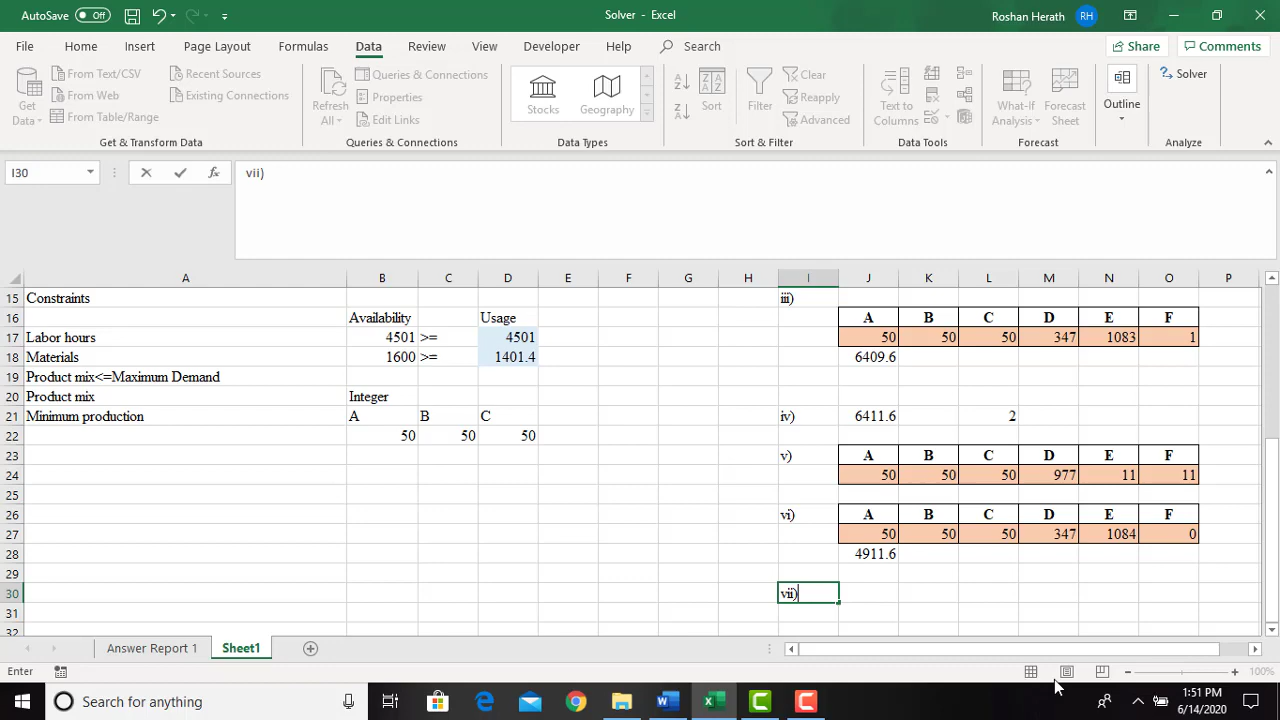 AutoSave Off Solver - Excel Roshan Herath RH
File Home Insert Page Layout Formulas Data Review View Developer Help Search Share Comments
Get Data From Text/CSV From Web From Table/Range Recent Sources Existing Connections
Get & Transform Data
Refresh All Queries & Connections Properties Edit Links
Queries & Connections
Stocks Geography
Data Types
Sort Filter Clear Reapply Advanced
Sort & Filter
Text to Columns
Data Tools
What-If Analysis Forecast Sheet
Forecast
Outline
Solver
Analyze
I30 fx vii)
A B C D E F G H I J K L M N O P
15 Constraints iii)
16 Availability Usage A B C D E F
17 Labor hours 4501 >= 4501 50 50 50 347 1083 1
18 Materials 1600 >= 1401.4 6409.6
19 Product mix<=Maximum Demand
20 Product mix Integer
21 Minimum production A B C iv) 6411.6 2
22 50 50 50
23 v) A B C D E F
24 50 50 50 977 11 11
25
26 vi) A B C D E F
27 50 50 50 347 1084 0
28 4911.6
29
30 vii)
31
32
Answer Report 1 Sheet1
Enter 100%
Search for anything 1:51 PM
6/14/2020